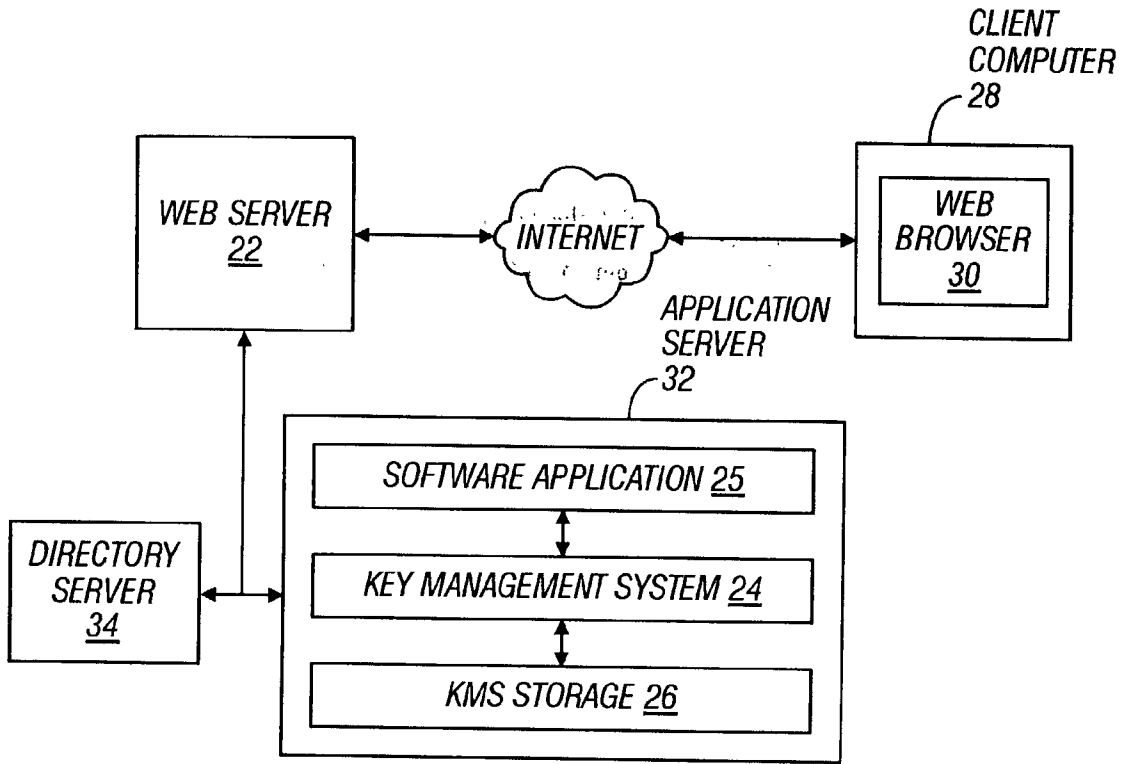 CLIENT
COMPUTER
28
WEB SERVER
22
INTERNET
WEB
BROWSER
30
APPLICATION
SERVER
32
SOFTWARE APPLICATION 25
KEY MANAGEMENT SYSTEM 24
KMS STORAGE 26
DIRECTORY
SERVER
34